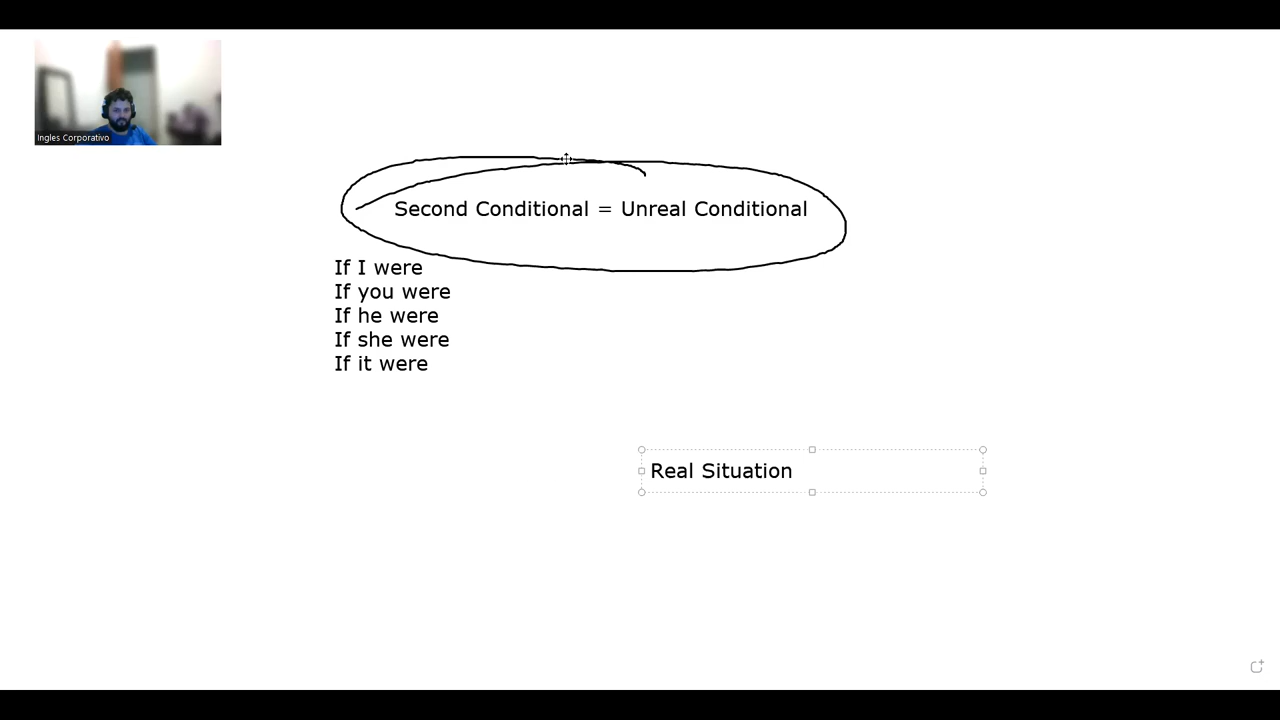 Ingles Corporativo
Second Conditional = Unreal Conditional
If I were
If you were
If he were
If she were
If it were
Real Situation